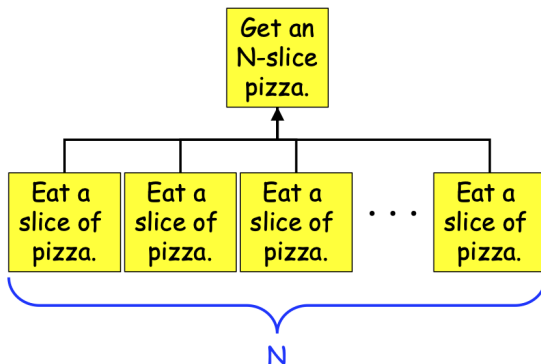 Get an
N-slice
pizza.
Eat a
slice of
pizza.
Eat a
slice of
pizza.
Eat a
slice of
pizza.
. . .
Eat a
slice of
pizza.
N